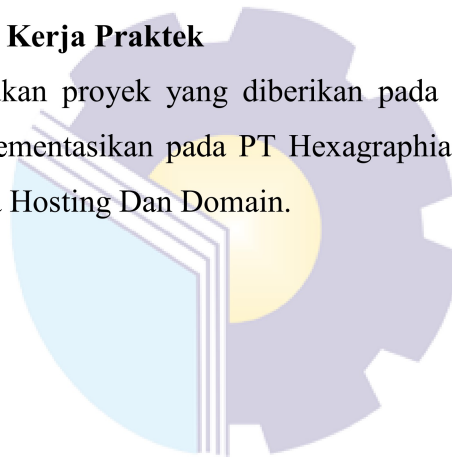 Kerja Praktek
kan proyek yang diberikan pada
ementasikan pada PT Hexagraphia
Hosting Dan Domain.